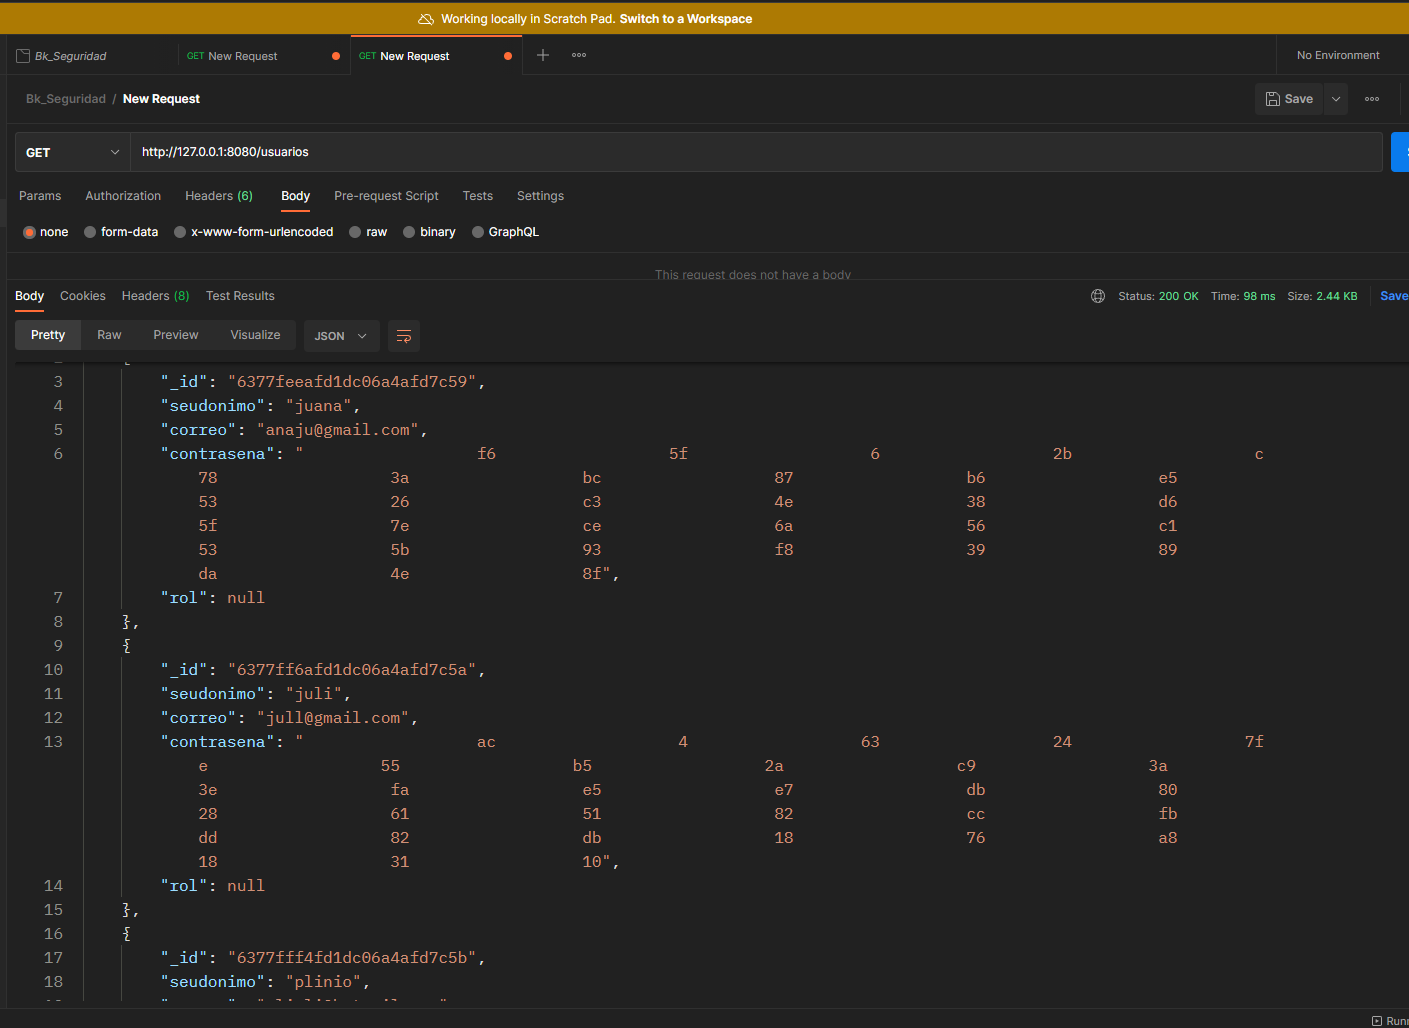 Working locally in Scratch Pad. Switch to a Workspace
Bk_Seguridad GET New Request GET New Request No Environment
Bk_Seguridad / New Request Save
GET http://127.0.0.1:8080/usuarios
Params Authorization Headers (6) Body Pre-request Script Tests Settings
none form-data x-www-form-urlencoded raw binary GraphQL
This request does not have a body
Body Cookies Headers (8) Test Results Status: 200 OK Time: 98 ms Size: 2.44 KB Save
Pretty Raw Preview Visualize JSON
3 "_id": "6377feeafd1dc06a4afd7c59",
4 "seudonimo": "juana",
5 "correo": "anaju@gmail.com",
6 "contrasena": " f6 5f 6 2b c
78 3a bc 87 b6 e5
53 26 c3 4e 38 d6
5f 7e ce 6a 56 c1
53 5b 93 f8 39 89
da 4e 8f",
7 "rol": null
8 },
9 {
10 "_id": "6377ff6afd1dc06a4afd7c5a",
11 "seudonimo": "juli",
12 "correo": "jull@gmail.com",
13 "contrasena": " ac 4 63 24 7f
e 55 b5 2a c9 3a
3e fa e5 e7 db 80
28 61 51 82 cc fb
dd 82 db 18 76 a8
18 31 10",
14 "rol": null
15 },
16 {
17 "_id": "6377fff4fd1dc06a4afd7c5b",
18 "seudonimo": "plinio",